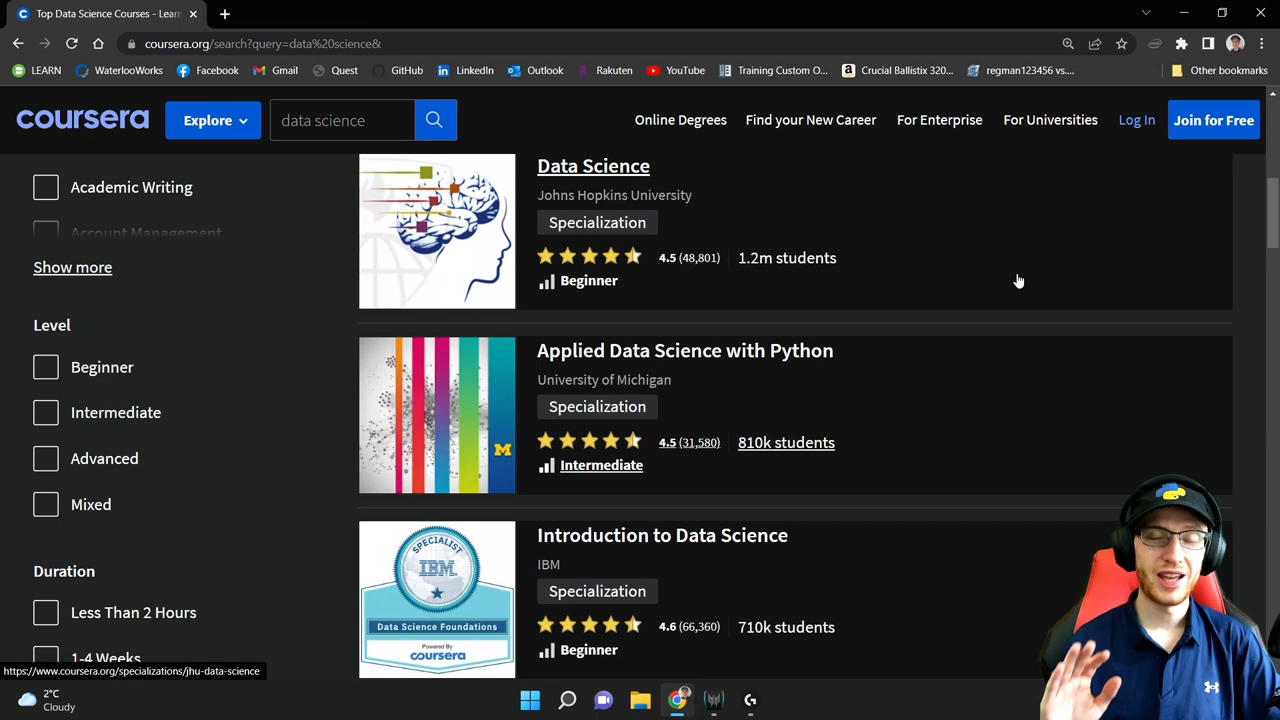 Top Data Science Courses - Learn
coursera.org/search?query=data%20science&
LEARN
WaterlooWorks
Facebook
Gmail
Quest
GitHub
LinkedIn
Outlook
Rakuten
YouTube
Training Custom O...
Crucial Ballistix 320...
regman123456 vs....
Other bookmarks
coursera
Explore
data science
Online Degrees
Find your New Career
For Enterprise
For Universities
Log In
Join for Free
Academic Writing
Account Management
Show more
Level
Beginner
Intermediate
Advanced
Mixed
Duration
Less Than 2 Hours
1-4 Weeks
Data Science
Johns Hopkins University
Specialization
4.5 (48,801) 1.2m students
Beginner
Applied Data Science with Python
University of Michigan
Specialization
4.5 (31,580) 810k students
Intermediate
M
Introduction to Data Science
IBM
Specialization
4.6 (66,360) 710k students
Beginner
SPECIALIST
IBM
Data Science Foundations
Powered By
coursera
https://www.coursera.org/specializations/jhu-data-science
2°C
Cloudy